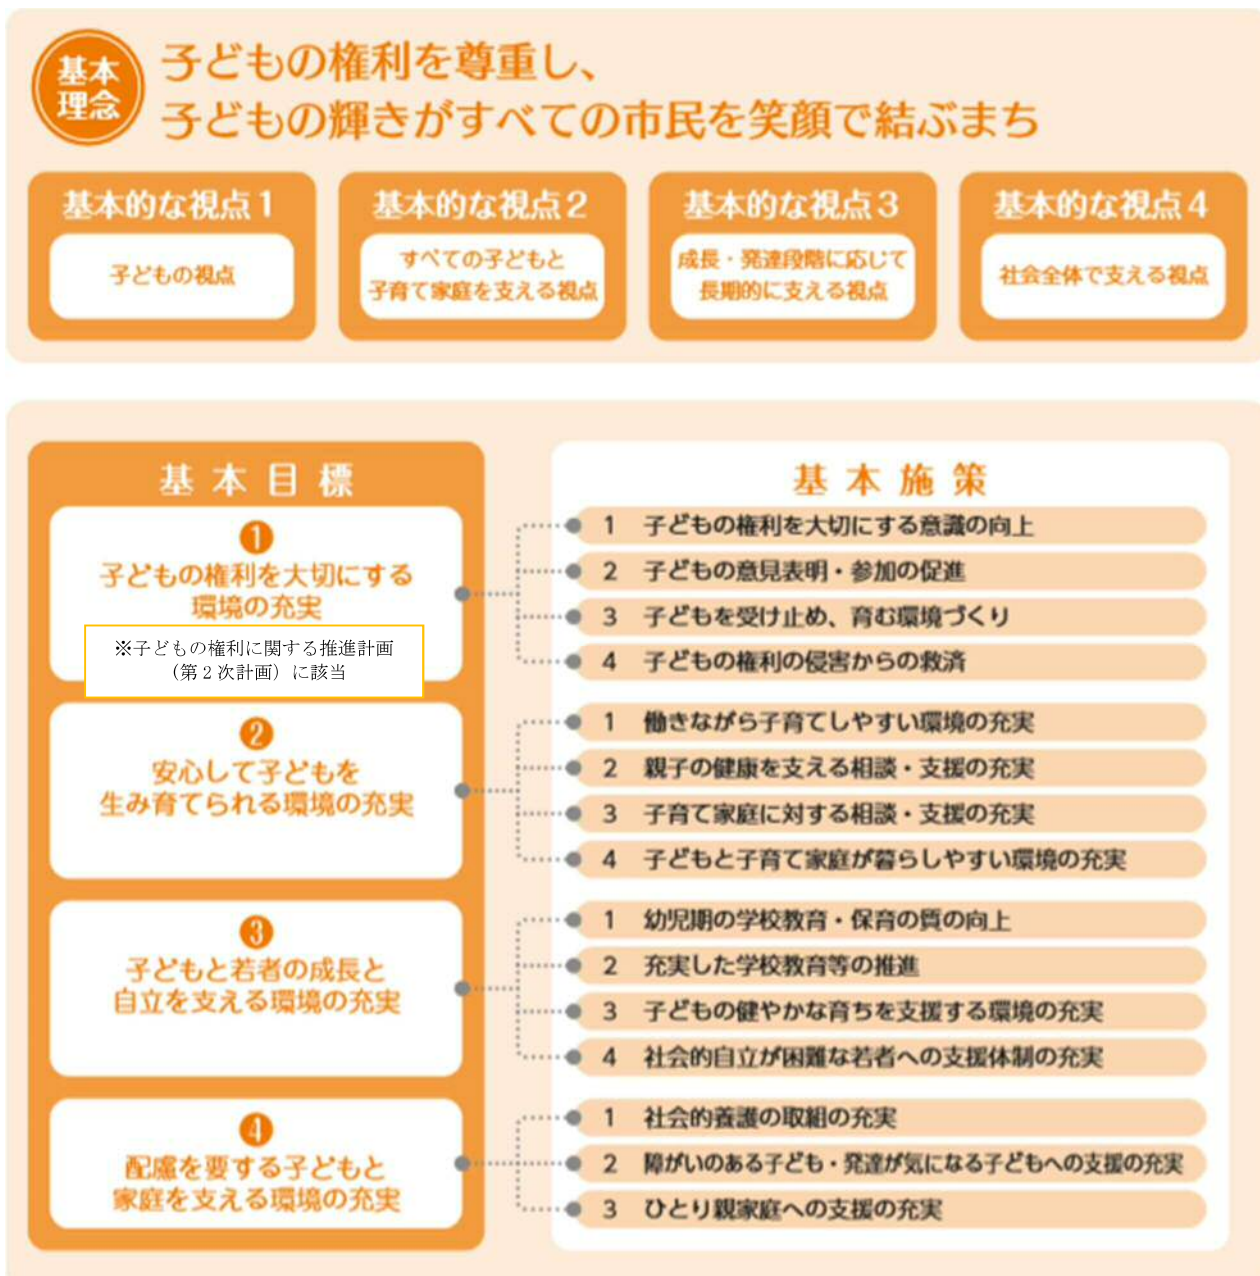 基本
理念
子どもの権利を尊重し、
子どもの輝きがすべての市民を笑顔で結ぶまち
基本的な視点1
子どもの視点
基本的な視点2
すべての子どもと
子育て家庭を支える視点
基本的な視点3
成長・発達段階に応じて
長期的に支える視点
基本的な視点4
社会全体で支える視点
基本目標
基本施策
1
子どもの権利を大切にする
環境の充実
※子どもの権利に関する推進計画
（第2次計画）に該当
1 子どもの権利を大切にする意識の向上
2 子どもの意見表明・参加の促進
3 子どもを受け止め、育む環境づくり
4 子どもの権利の侵害からの救済
2
安心して子どもを
生み育てられる環境の充実
1 働きながら子育てしやすい環境の充実
2 親子の健康を支える相談・支援の充実
3 子育て家庭に対する相談・支援の充実
4 子どもと子育て家庭が暮らしやすい環境の充実
3
子どもと若者の成長と
自立を支える環境の充実
1 幼児期の学校教育・保育の質の向上
2 充実した学校教育等の推進
3 子どもの健やかな育ちを支援する環境の充実
4 社会的自立が困難な若者への支援体制の充実
4
配慮を要する子どもと
家庭を支える環境の充実
1 社会的養護の取組の充実
2 障がいのある子ども・発達が気になる子どもへの支援の充実
3 ひとり親家庭への支援の充実